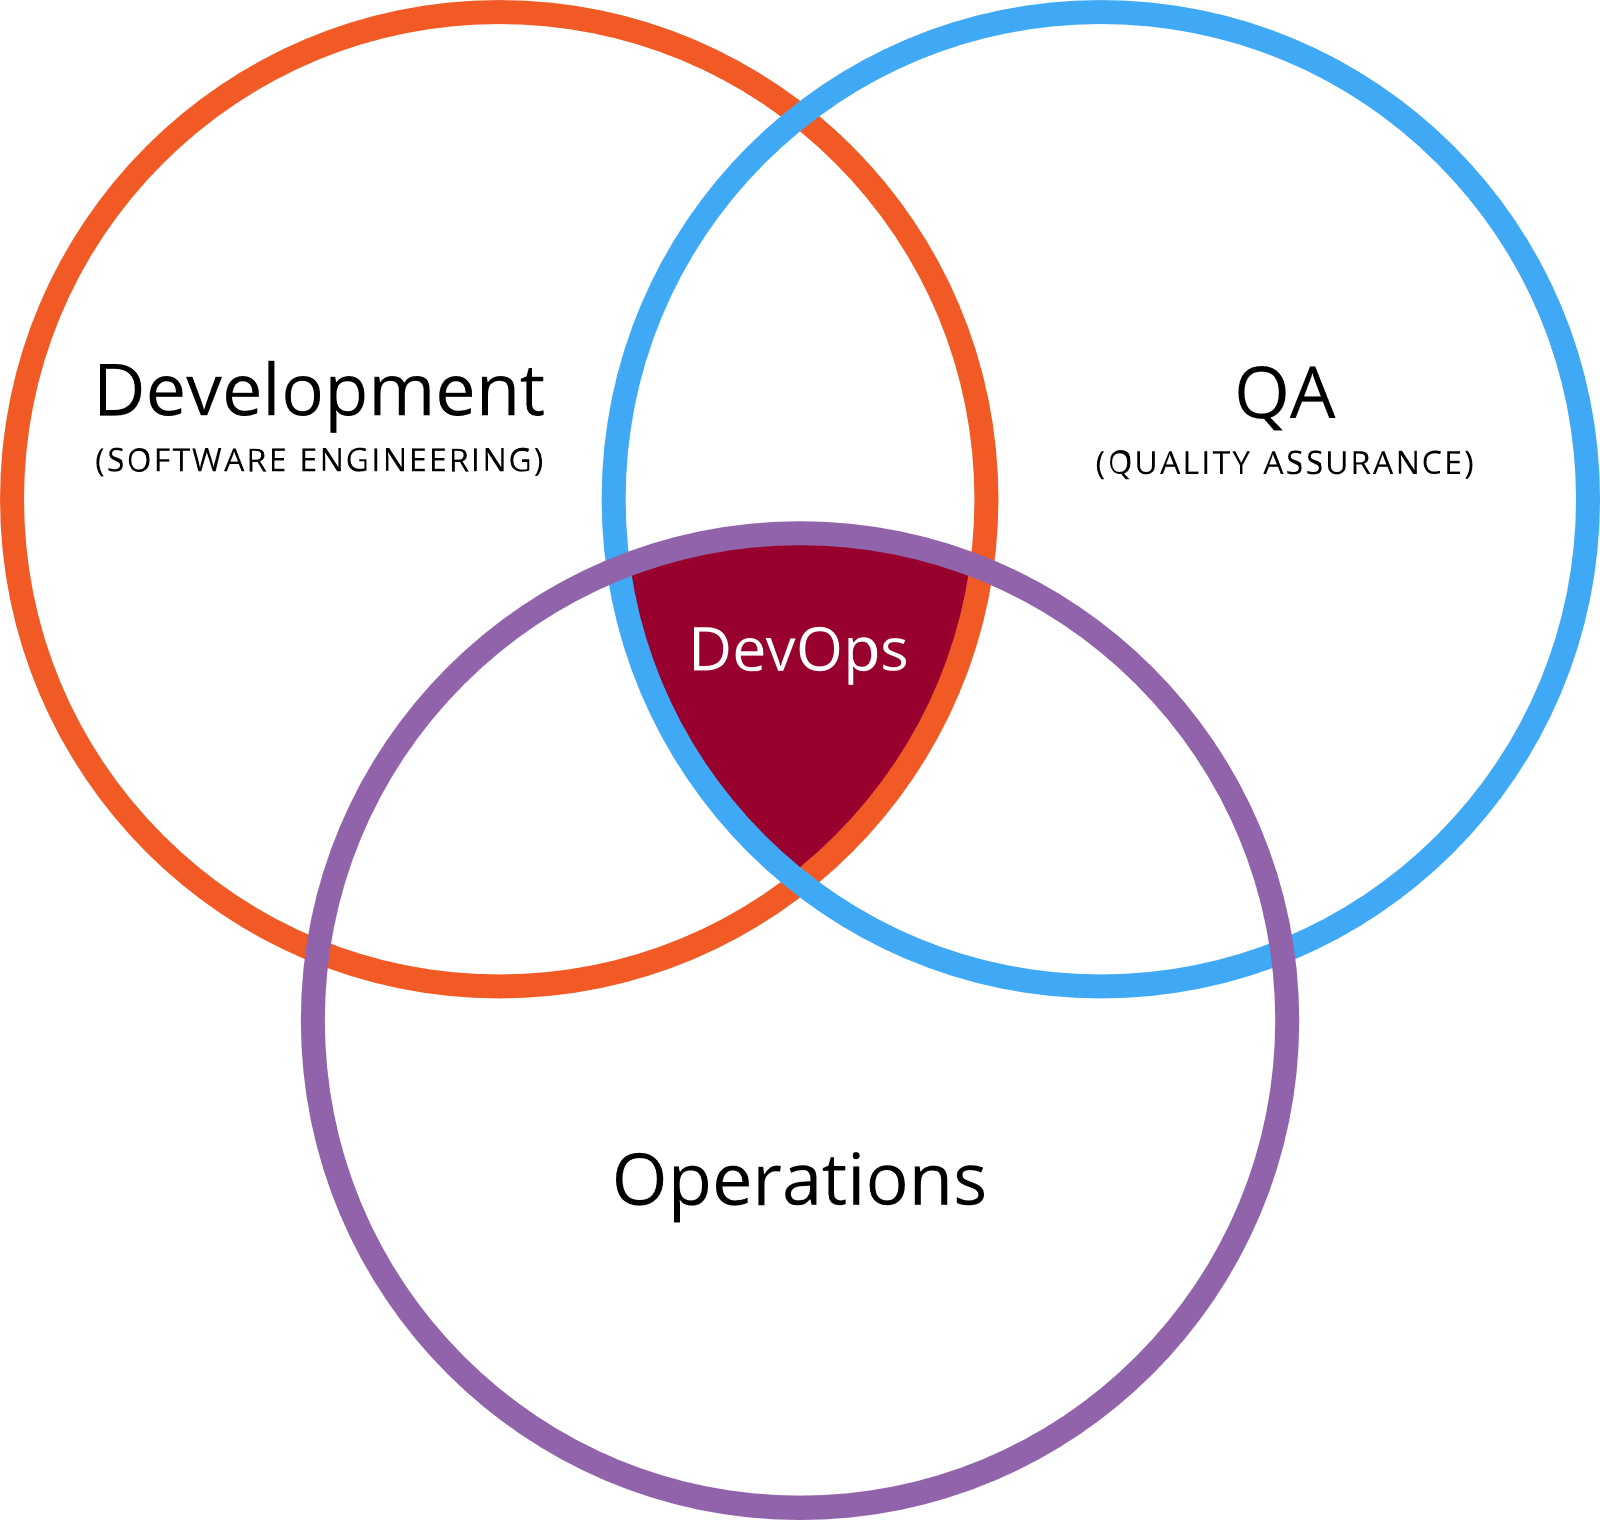 Development
(SOFTWARE ENGINEERING)
QA
(QUALITY ASSURANCE)
DevOps
Operations